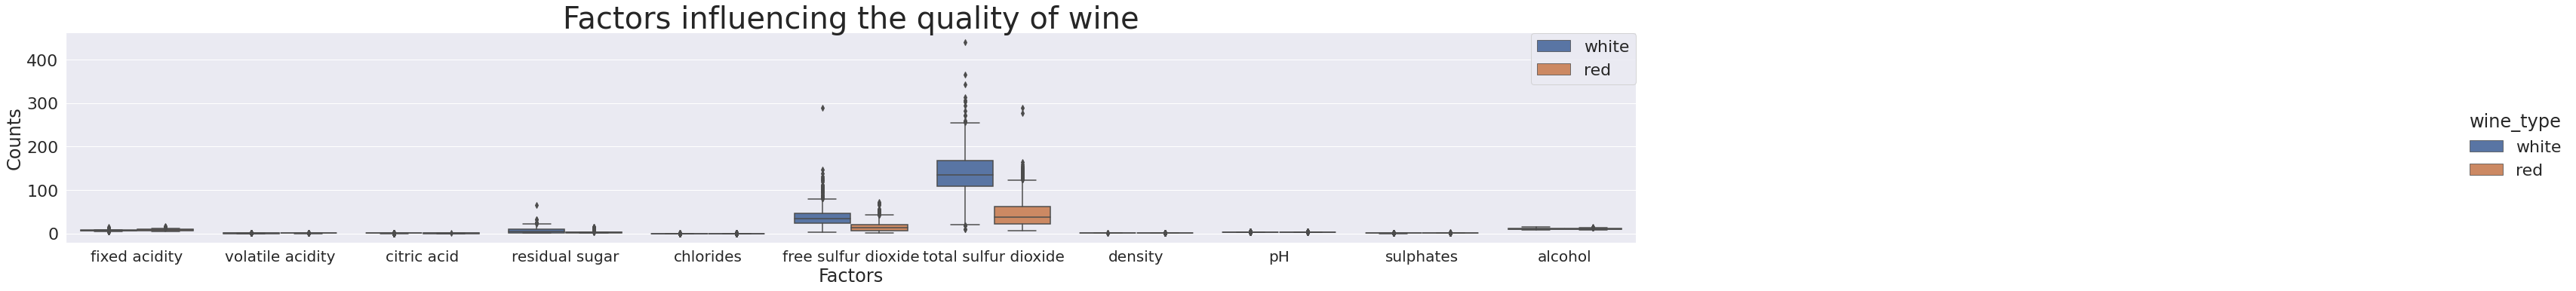 Factors influencing the quality of wine
white
red
400
300
200
100
0
Counts
wine_type
white
red
fixed acidity volatile acidity citric acid residual sugar chlorides free sulfur dioxide total sulfur dioxide density pH sulphates alcohol
Factors